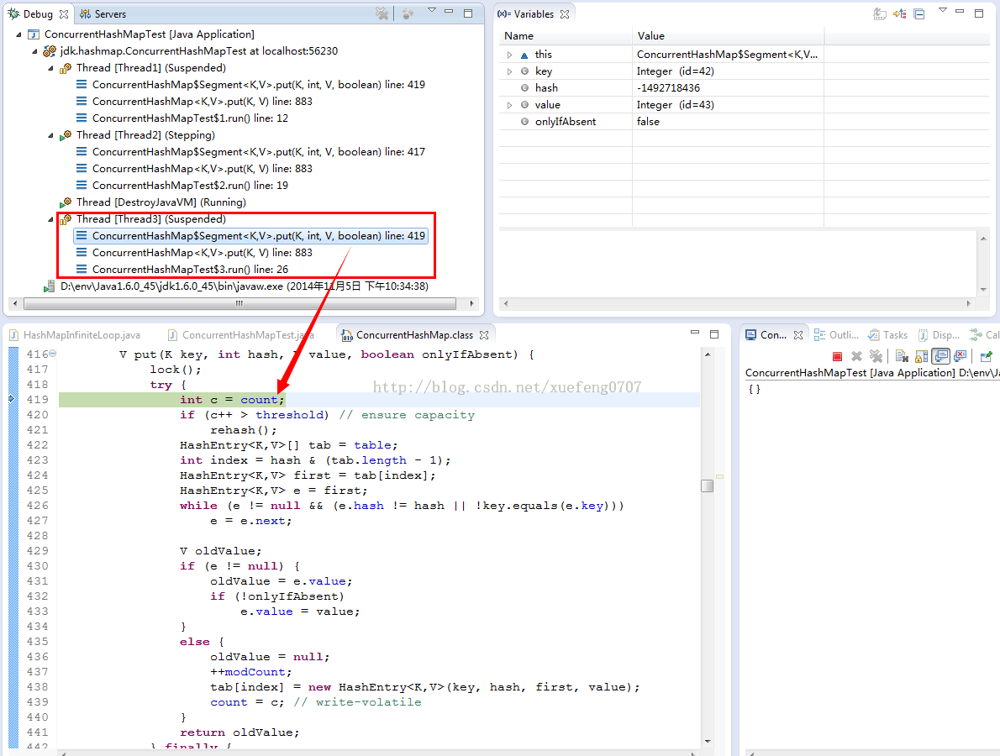 Debug Servers
ConcurrentHashMapTest [Java Application]
jdk.hashmap.ConcurrentHashMapTest at localhost:56230
Thread [Thread1] (Suspended)
ConcurrentHashMap$Segment<K,V>.put(K, int, V, boolean) line: 419
ConcurrentHashMap<K,V>.put(K, V) line: 883
ConcurrentHashMapTest$1.run() line: 12
Thread [Thread2] (Stepping)
ConcurrentHashMap$Segment<K,V>.put(K, int, V, boolean) line: 417
ConcurrentHashMap<K,V>.put(K, V) line: 883
ConcurrentHashMapTest$2.run() line: 19
Thread [DestroyJavaVM] (Running)
Thread [Thread3] (Suspended)
ConcurrentHashMap$Segment<K,V>.put(K, int, V, boolean) line: 419
ConcurrentHashMap<K,V>.put(K, V) line: 883
ConcurrentHashMapTest$3.run() line: 26
D:\env\Java1.6.0_45\jdk1.6.0_45\bin\javaw.exe (2014年11月5日 下午10:34:38)
(x)= Variables
Name Value
this ConcurrentHashMap$Segment<K,V...
key Integer (id=42)
hash -1492718436
value Integer (id=43)
onlyIfAbsent false
HashMapInfiniteLoop.java ConcurrentHashMapTest.java ConcurrentHashMap.class
416 V put(K key, int hash, V value, boolean onlyIfAbsent) {
417 lock();
418 try {
419 int c = count;
420 if (c++ > threshold) // ensure capacity
421 rehash();
422 HashEntry<K,V>[] tab = table;
423 int index = hash & (tab.length - 1);
424 HashEntry<K,V> first = tab[index];
425 HashEntry<K,V> e = first;
426 while (e != null && (e.hash != hash || !key.equals(e.key)))
427 e = e.next;
428
429 V oldValue;
430 if (e != null) {
431 oldValue = e.value;
432 if (!onlyIfAbsent)
433 e.value = value;
434 }
435 else {
436 oldValue = null;
437 ++modCount;
438 tab[index] = new HashEntry<K,V>(key, hash, first, value);
439 count = c; // write-volatile
440 }
441 return oldValue;
442 } finally {
http://blog.csdn.net/xuefeng0707
Con... Outli... Tasks Disp... Cal
ConcurrentHashMapTest [Java Application] D:\env\J
{}